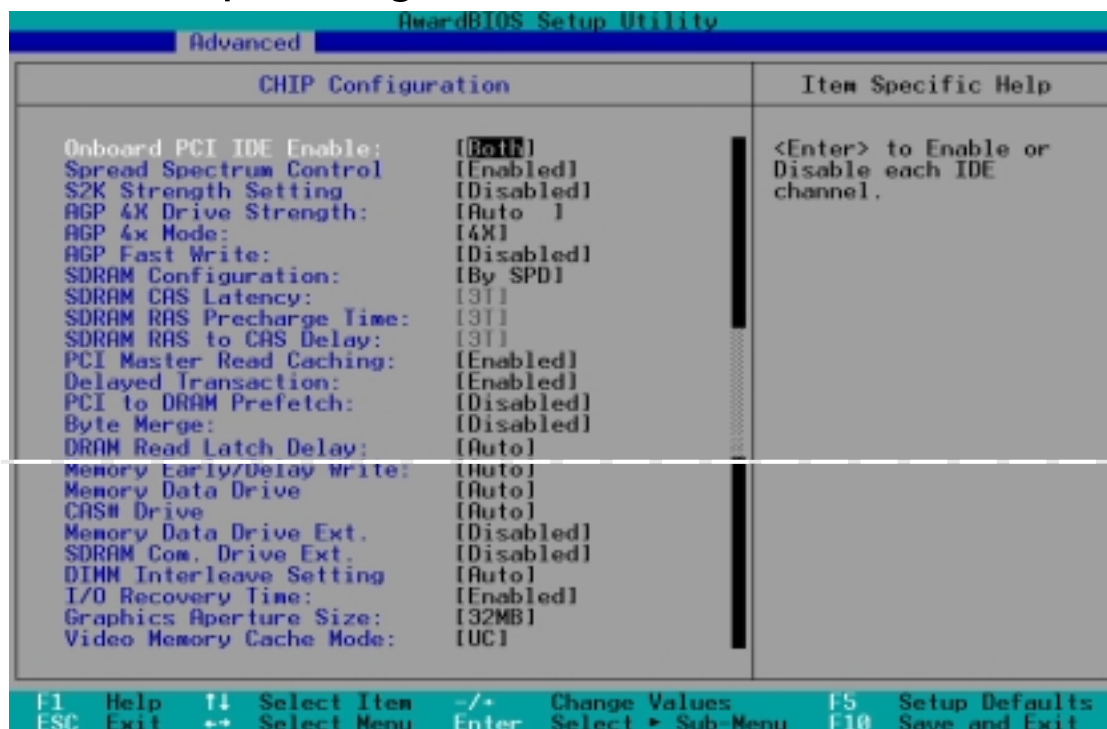 AwardBIOS Setup Utility
Advanced
CHIP Configuration
Item Specific Help
Onboard PCI IDE Enable: [Both]
Spread Spectrum Control [Enabled]
S2K Strength Setting [Disabled]
AGP 4X Drive Strength: [Auto ]
AGP 4x Mode: [4X]
AGP Fast Write: [Disabled]
SDRAM Configuration: [By SPD]
SDRAM CAS Latency: [3T]
SDRAM RAS Precharge Time: [3T]
SDRAM RAS to CAS Delay: [3T]
PCI Master Read Caching: [Enabled]
Delayed Transaction: [Enabled]
PCI to DRAM Prefetch: [Disabled]
Byte Merge: [Disabled]
DRAM Read Latch Delay: [Auto]
Memory Early/Delay Write: [Auto]
Memory Data Drive [Auto]
CAS# Drive [Auto]
Memory Data Drive Ext. [Disabled]
SDRAM Com. Drive Ext. [Disabled]
DIMM Interleave Setting [Auto]
I/O Recovery Time: [Enabled]
Graphics Aperture Size: [32MB]
Video Memory Cache Mode: [UC]
<Enter> to Enable or
Disable each IDE
channel.
F1 Help ↑↓ Select Item -/+ Change Values F5 Setup Defaults
ESC Exit ←→ Select Menu Enter Select ► Sub-Menu F10 Save and Exit